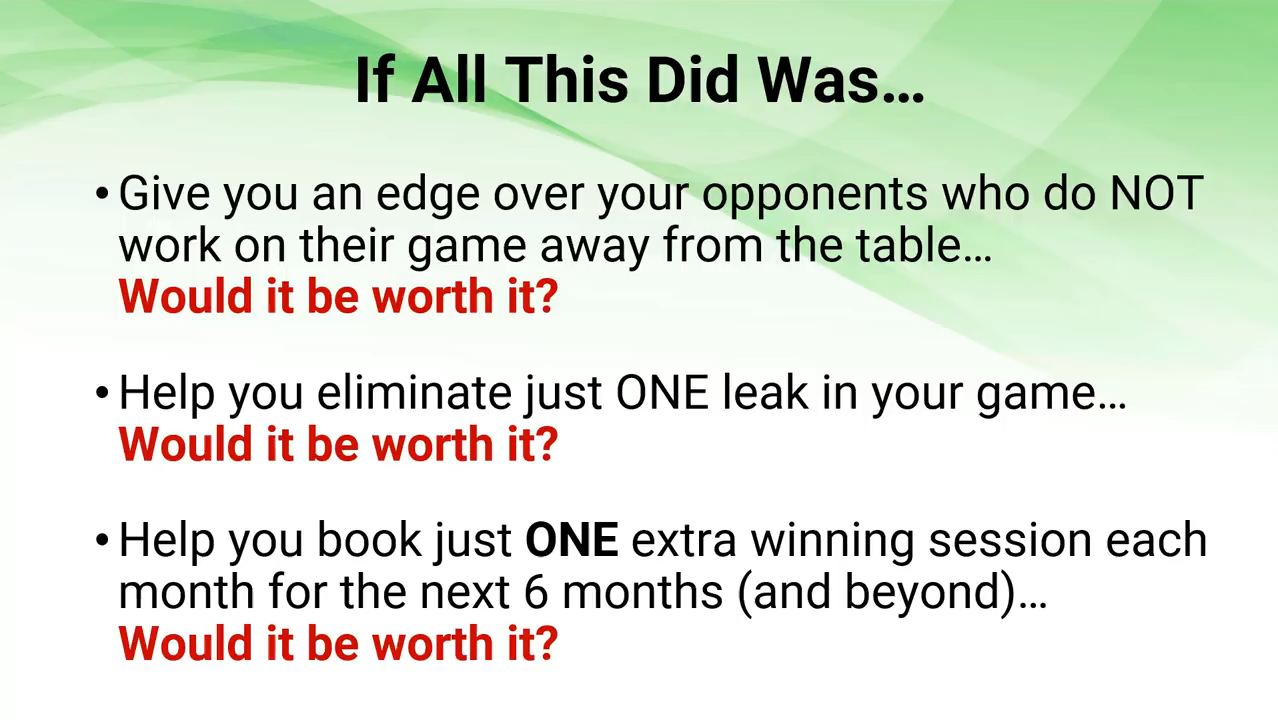 If All This Did Was…
•Give you an edge over your opponents who do NOT
work on their game away from the table…
Would it be worth it?
•Help you eliminate just ONE leak in your game…
Would it be worth it?
•Help you book just ONE extra winning session each
month for the next 6 months (and beyond)…
Would it be worth it?